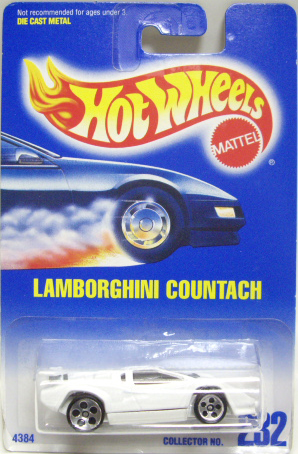 Not recommended for ages under 3.
DIE CAST METAL
HOT WHEELS
MATTEL
®
LAMBORGHINI COUNTACH
4384
COLLECTOR NO. 232